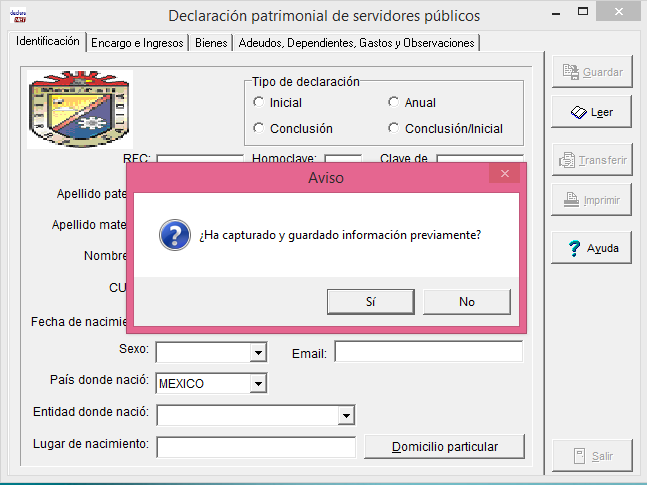 declara
NET
Declaración patrimonial de servidores públicos
Identificación
Encargo e Ingresos
Bienes
Adeudos, Dependientes, Gastos y Observaciones
Tipo de declaración
Inicial
Anual
Conclusión
Conclusión/Inicial
Guardar
Leer
Transferir
Imprimir
Ayuda
Salir
RFC:
Homoclave:
Clave de
Apellido pate
Apellido mate
Nombre
CU
Fecha de nacimie
Aviso
¿Ha capturado y guardado información previamente?
Sí
No
Sexo:
Email:
País donde nació:
MEXICO
Entidad donde nació:
Lugar de nacimiento:
Domicilio particular